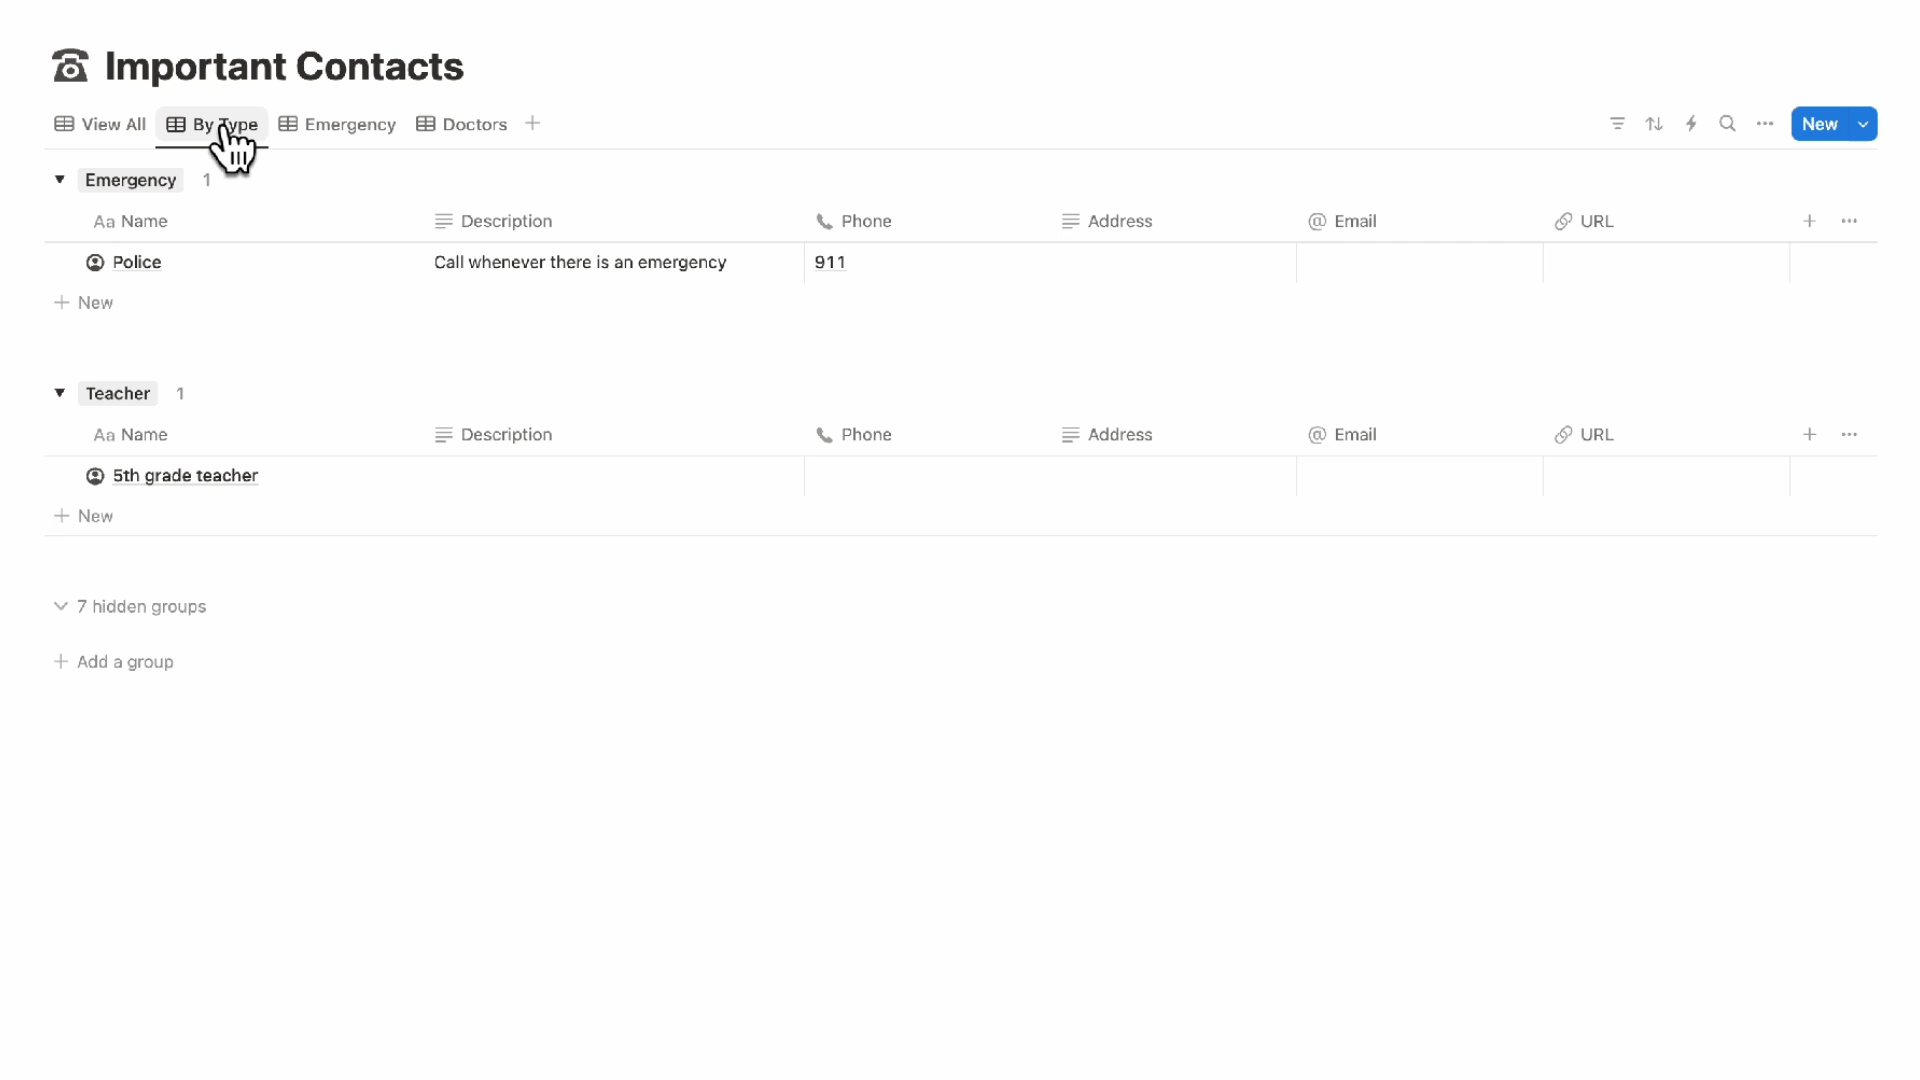 Important Contacts
View All By Type Emergency Doctors New
Emergency 1
Aa Name Description Phone Address @ Email URL
Police Call whenever there is an emergency 911
+ New
Teacher 1
Aa Name Description Phone Address @ Email URL
5th grade teacher
+ New
7 hidden groups
+ Add a group